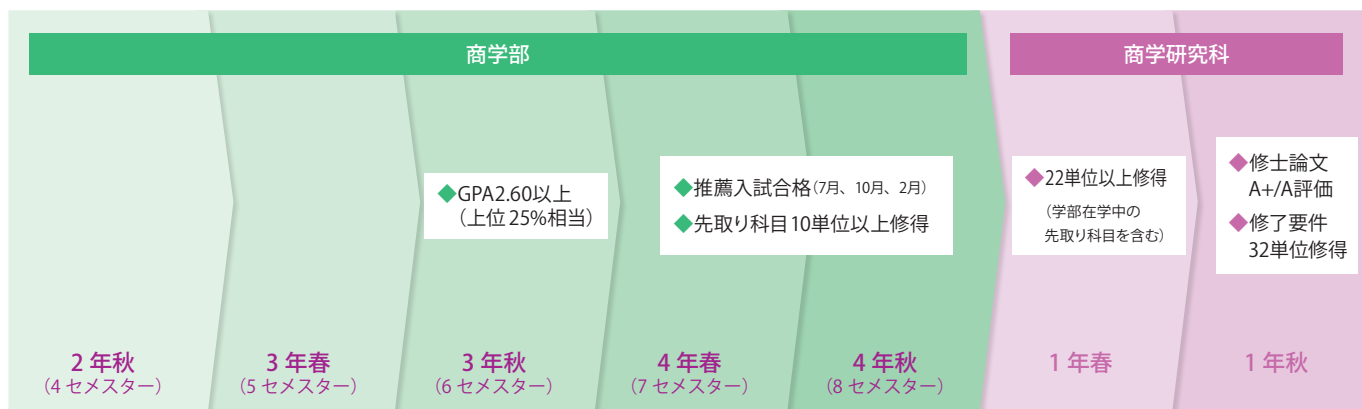 商学部
商学研究科
◆GPA2.60以上
（上位 25%相当）
◆推薦入試合格（7月、10月、2月）
◆先取り科目10単位以上修得
◆22単位以上修得
（学部在学中の
先取り科目を含む）
◆修士論文
A+/A評価
◆修了要件
32単位修得
2 年秋
（4 セメスター）
3 年春
（5 セメスター）
3 年秋
（6 セメスター）
4 年春
（7 セメスター）
4 年秋
（8 セメスター）
1 年春
1 年秋